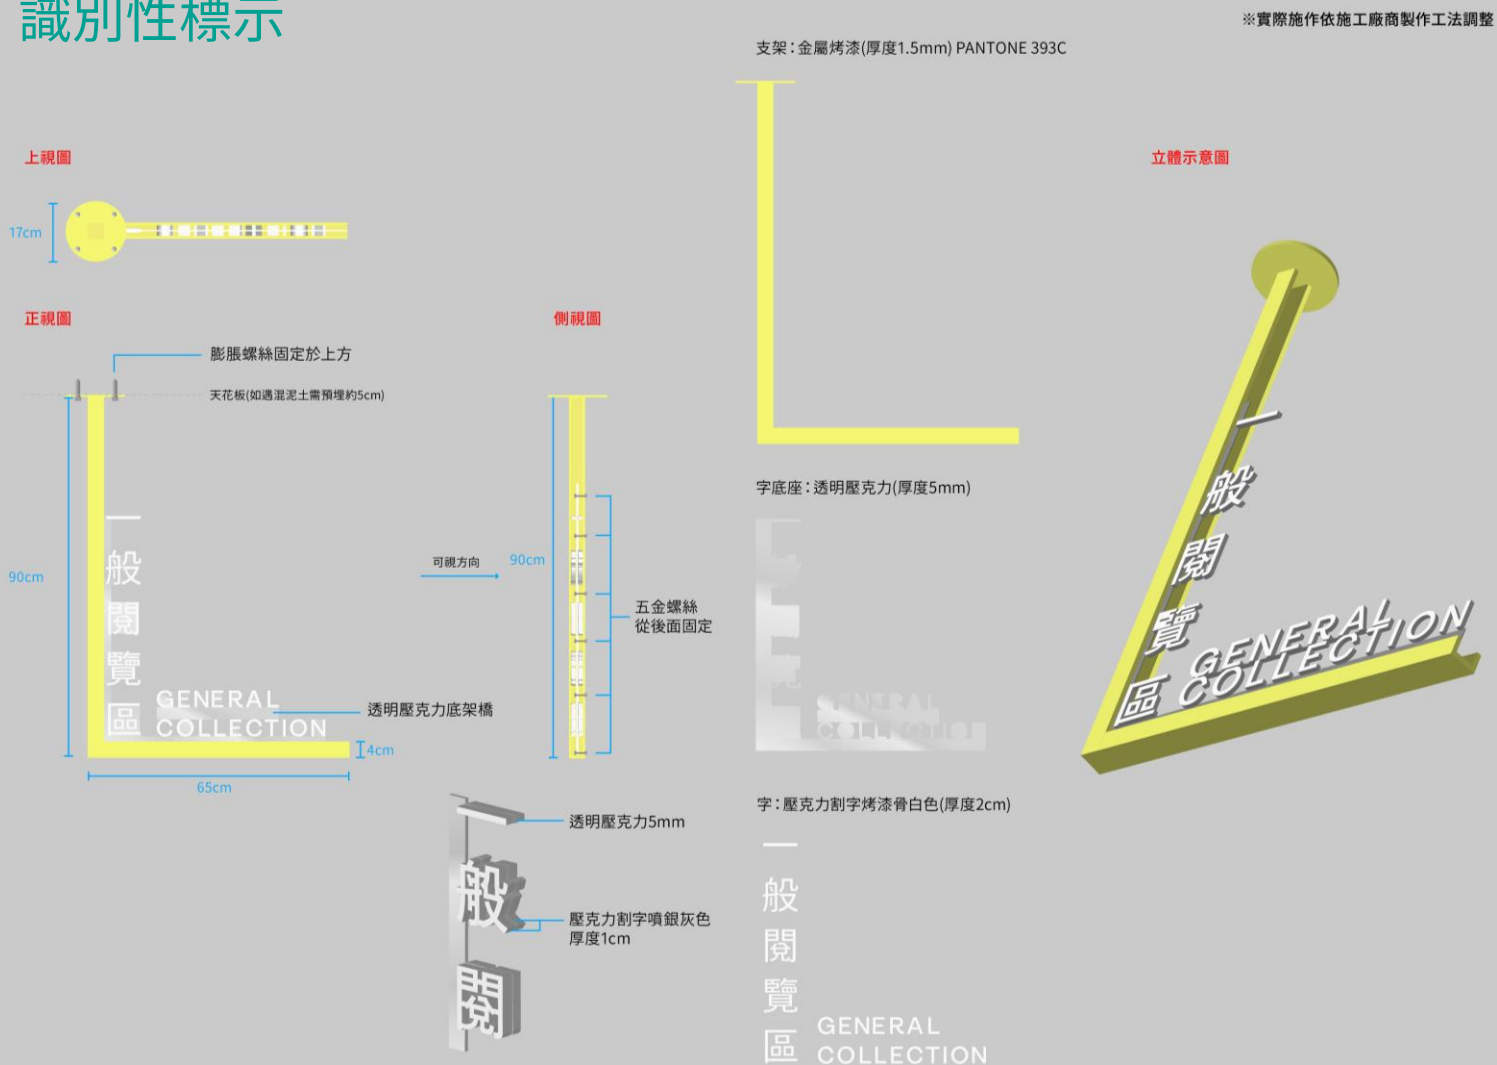 識別性標示
※實際施作依施工廠商製作工法調整
支架：金屬烤漆(厚度1.5mm) PANTONE 393C
上視圖
立體示意圖
17cm
正視圖
側視圖
膨脹螺絲固定於上方
天花板(如遇混泥土需預埋約5cm)
90cm
一
般
閱
覽
區
GENERAL
COLLECTION
透明壓克力底架橋
4cm
65cm
可視方向
90cm
五金螺絲
從後面固定
字底座：透明壓克力(厚度5mm)
GENERAL
COLLECTION
一
般
閱
覽
區
GENERAL
COLLECTION
透明壓克力5mm
般
閱
壓克力割字噴銀灰色
厚度1cm
字：壓克力割字烤漆骨白色(厚度2cm)
一
般
閱
覽
區
GENERAL
COLLECTION